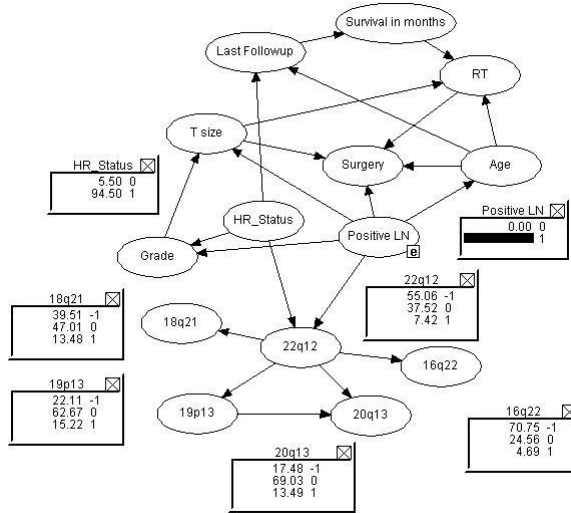 Survival in months
Last Followup
RT
T size
HR_Status
5.50 0
94.50 1
Surgery
Age
Positive LN
0.00 0
1
HR_Status
Positive LN
e
Grade
22q12
55.06 -1
37.52 0
7.42 1
18q21
39.51 -1
47.01 0
13.48 1
18q21
22q12
16q22
19p13
22.11 -1
62.67 0
15.22 1
19p13
20q13
16q22
70.75 -1
24.56 0
4.69 1
20q13
17.48 -1
69.03 0
13.49 1